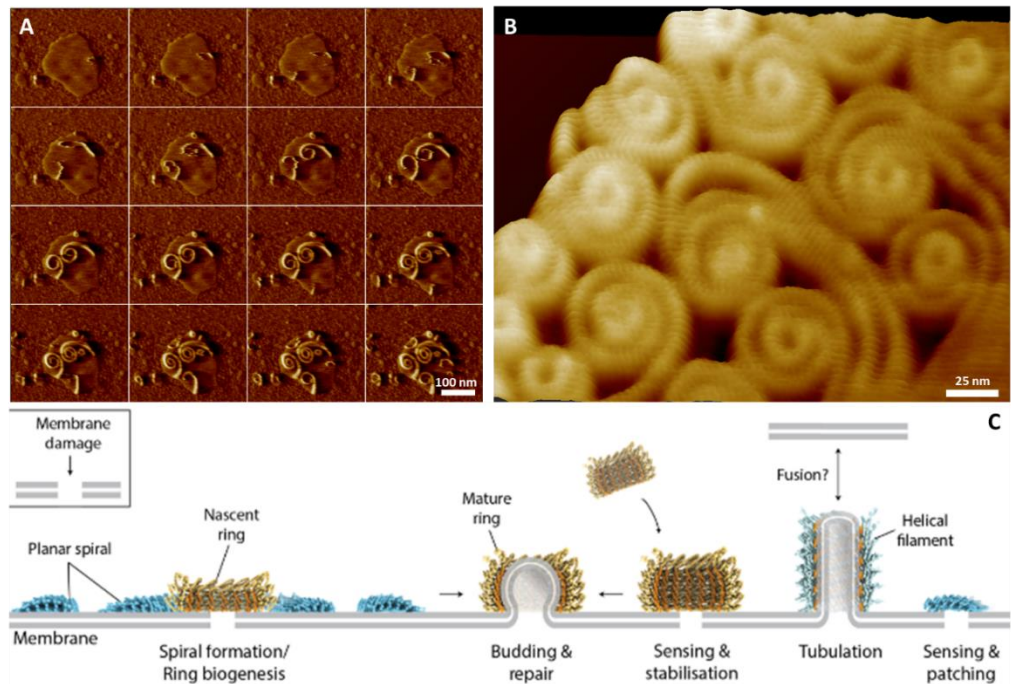 A
100 nm
B
25 nm
C
Membrane
damage
Planar spiral
Nascent
ring
Mature
ring
Fusion?
Helical
filament
Membrane
Spiral formation/
Ring biogenesis
Budding &
repair
Sensing &
stabilisation
Tubulation
Sensing &
patching